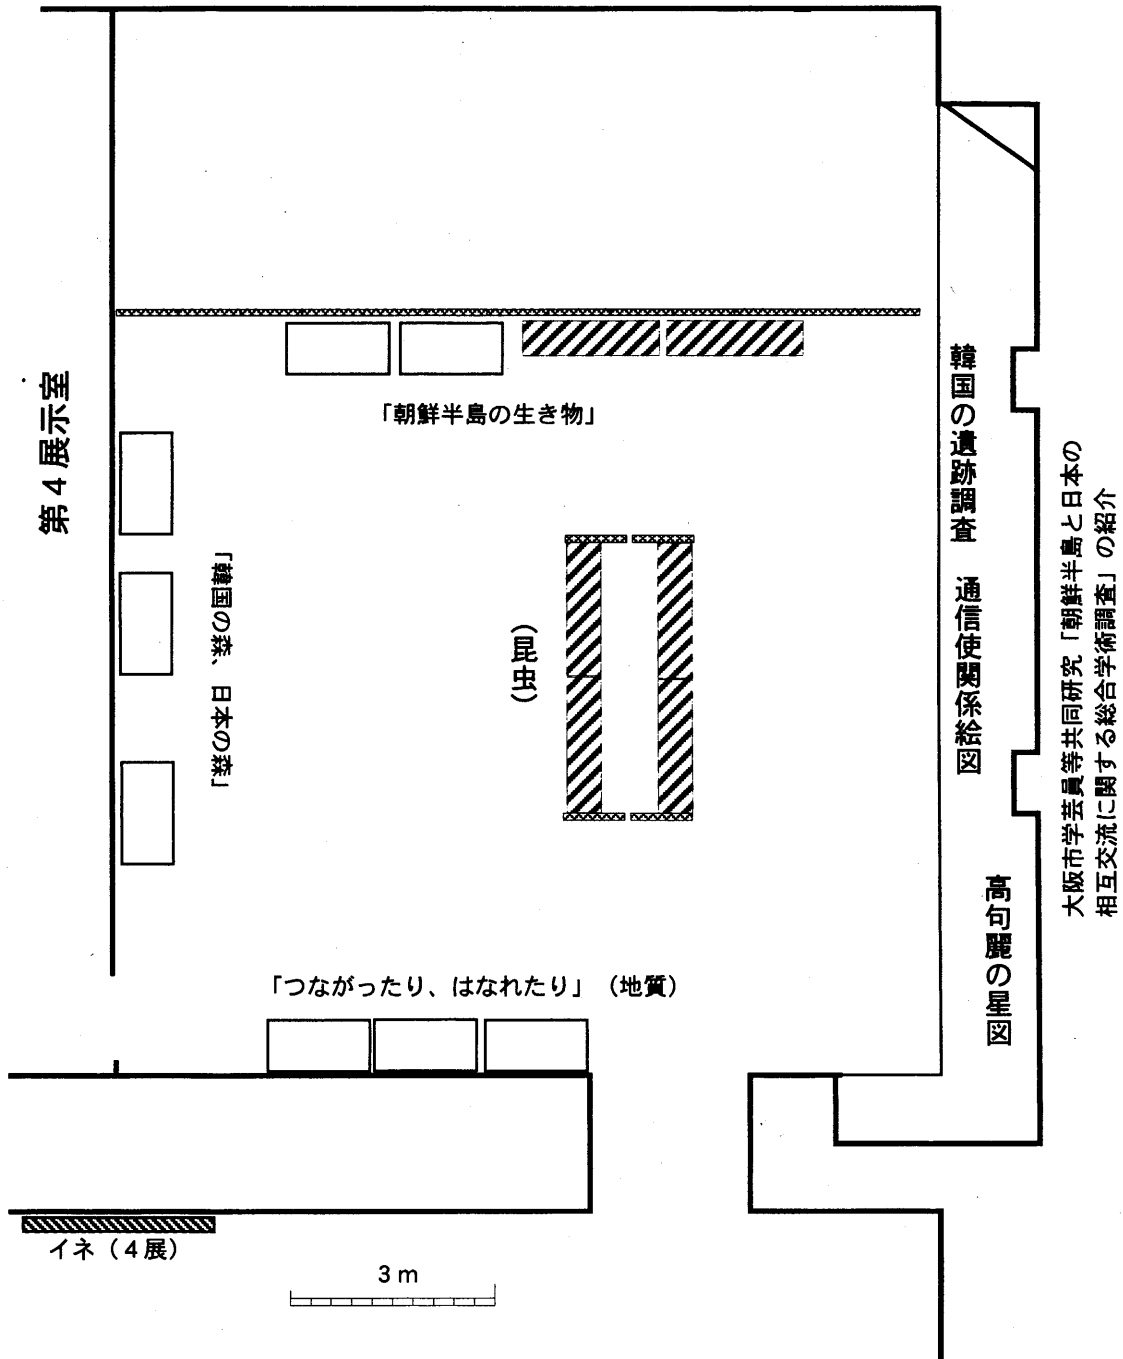 第4展示室
「朝鮮半島の生き物」
「韓国の森、日本の森」
(昆虫)
韓国の遺跡調査 通信使関係絵図
高句麗の星図
大阪市学芸員等共同研究「朝鮮半島と日本の
相互交流に関する総合学術調査」の紹介
「つながったり、はなれたり」(地質)
イネ(4展)
3m